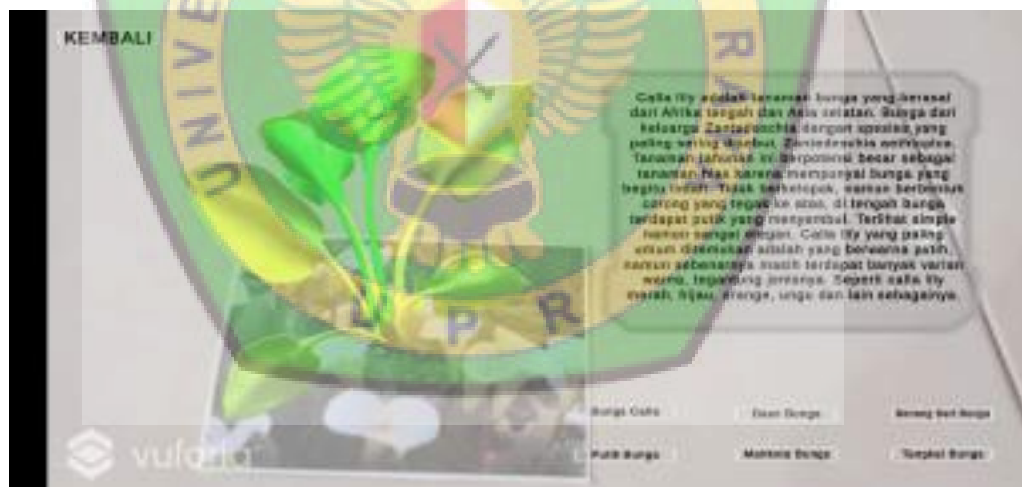 KEMBALI
UNIVE
RA
Calla lily adalah tanaman bunga yang berasal
dari Afrika tengah dan Asia selatan. Bunga dari
keluarga Zantedeschia dengan spesies yang
paling sering disebut, Zantedeschia
Tanaman tahunan ini berpotensi besar sebagai
tanaman hias karena mempunyai bunga yang
begitu indah. Tidak berkelopak, namun berbentuk
corong yang tegas ke atas, di tengah bunga
terdapat putik yang menyembul. Terlihat simple
namun sangat elegan. Calla lily yang paling
umum ditemukan adalah yang berwarna putih,
namun sebenarnya masih terdapat banyak varian
warna, tergantung jenisnya. Seperti calla lily
merah, hijau, orange, ungu dan lain sebagainya.
U P R
Bunga Calla
Daun Bunga
Benang Sari Bunga
Putik Bunga
Mahkota Bunga
Tangkai Bunga
vuforia